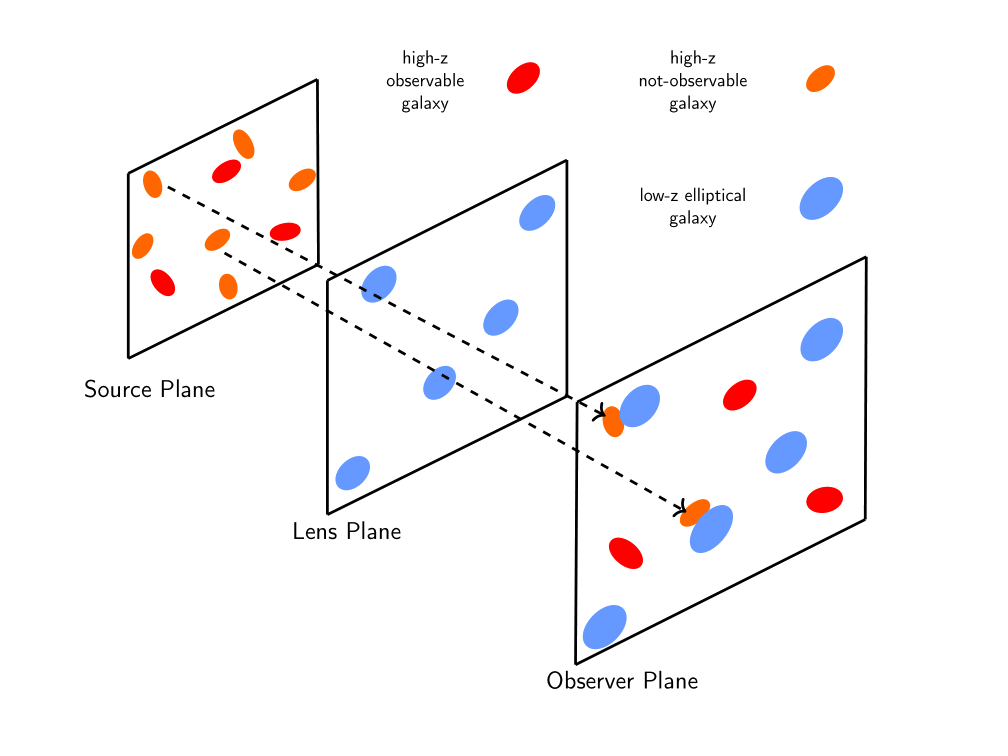 high-z
observable
galaxy
high-z
not-observable
galaxy
low-z elliptical
galaxy
Source Plane
Lens Plane
Observer Plane